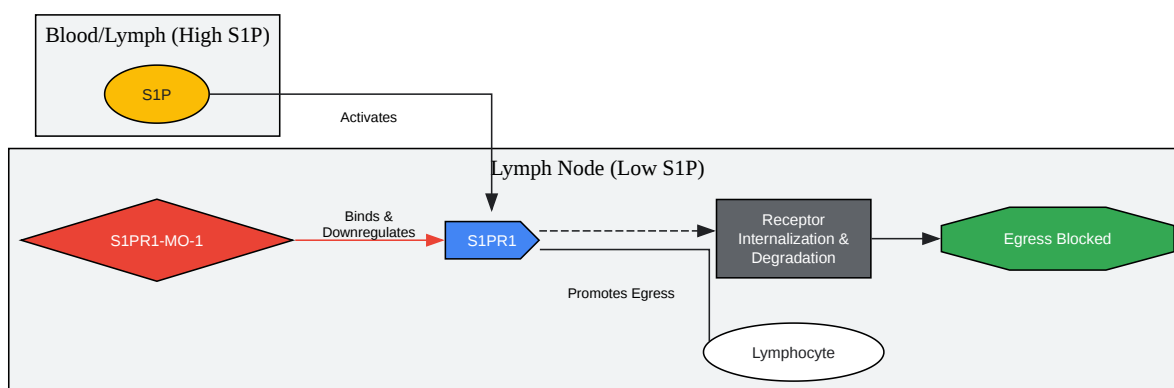 Blood/Lymph (High S1P)
S1P
Activates
Lymph Node (Low S1P)
S1PR1-MO-1
Binds &
Downregulates
S1PR1
Receptor
Internalization &
Degradation
Egress Blocked
Promotes Egress
Lymphocyte